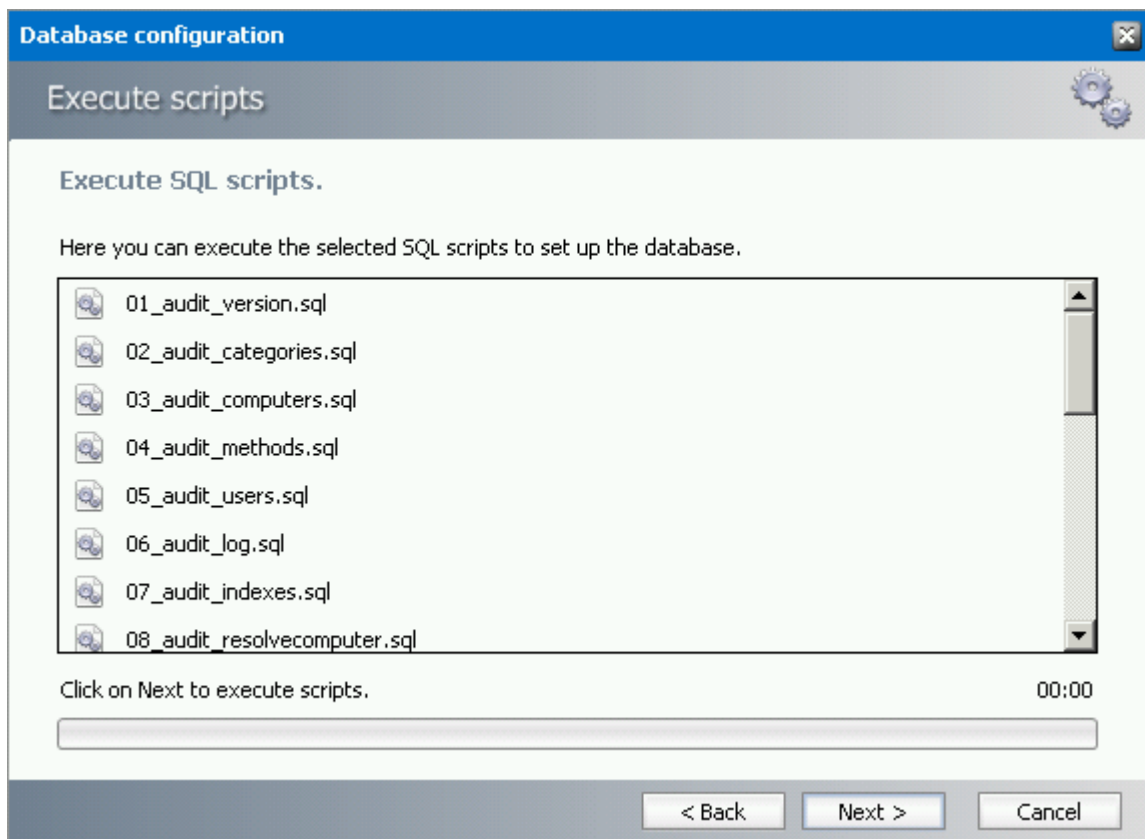 Database configuration
Execute scripts
Execute SQL scripts.
Here you can execute the selected SQL scripts to set up the database.
01_audit_version.sql
02_audit_categories.sql
03_audit_computers.sql
04_audit_methods.sql
05_audit_users.sql
06_audit_log.sql
07_audit_indexes.sql
08_audit_resolvecomputer.sql
Click on Next to execute scripts. 00:00
< Back Next > Cancel